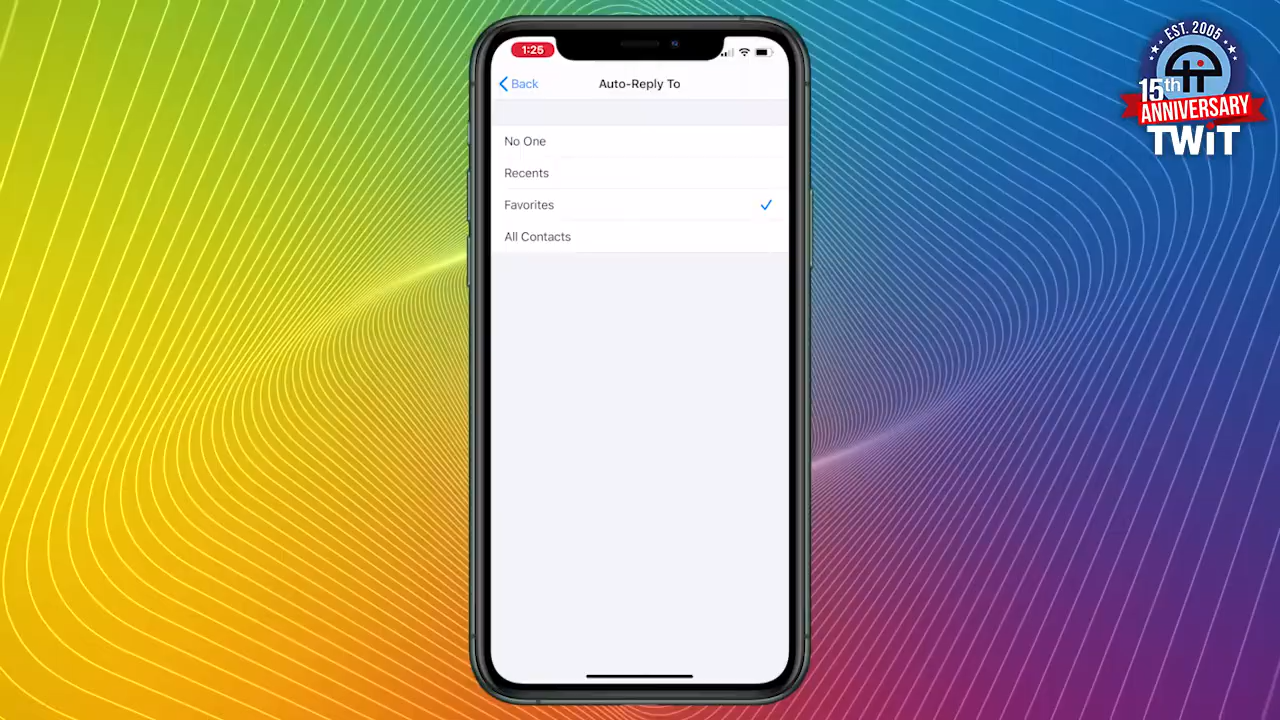 1:25
Back
Auto-Reply To
No One
Recents
Favorites
All Contacts
EST. 2005
15th
ANNIVERSARY
TWiT